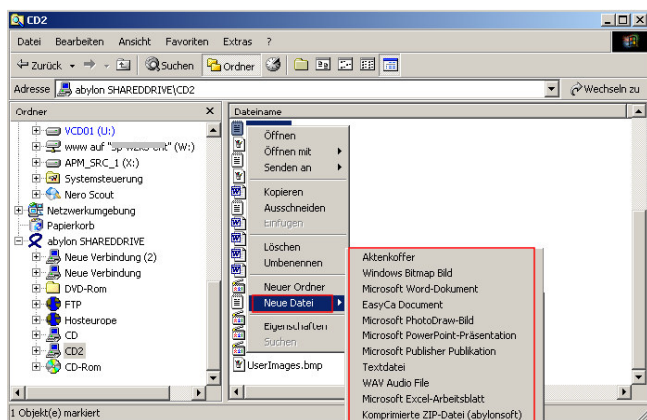 CD2
Datei Bearbeiten Ansicht Favoriten Extras ?
Zurück Suchen Ordner
Adresse abylon SHAREDDRIVE\CD2 Wechseln zu
Ordner
VCD01 (U:)
www auf (W:)
APM_SRC_1 (X:)
Systemsteuerung
Nero Scout
Netzwerkumgebung
Papierkorb
abylon SHAREDDRIVE
Neue Verbindung (2)
Neue Verbindung
DVD-Rom
FTP
Hosteurope
CD
CD2
CD-Rom
Dateiname
Öffnen
Öffnen mit
Senden an
Kopieren
Ausschneiden
Einfügen
Löschen
Umbenennen
Neuer Ordner
Neue Datei
Eigenschaften
Suchen
UserImages.bmp
Aktenkoffer
Windows Bitmap Bild
Microsoft Word-Dokument
EasyCa Document
Microsoft PhotoDraw-Bild
Microsoft PowerPoint-Präsentation
Microsoft Publisher Publikation
Textdatei
WAV Audio File
Microsoft Excel-Arbeitsblatt
Komprimierte ZIP-Datei (abylonsoft)
1 Objekt(e) markiert